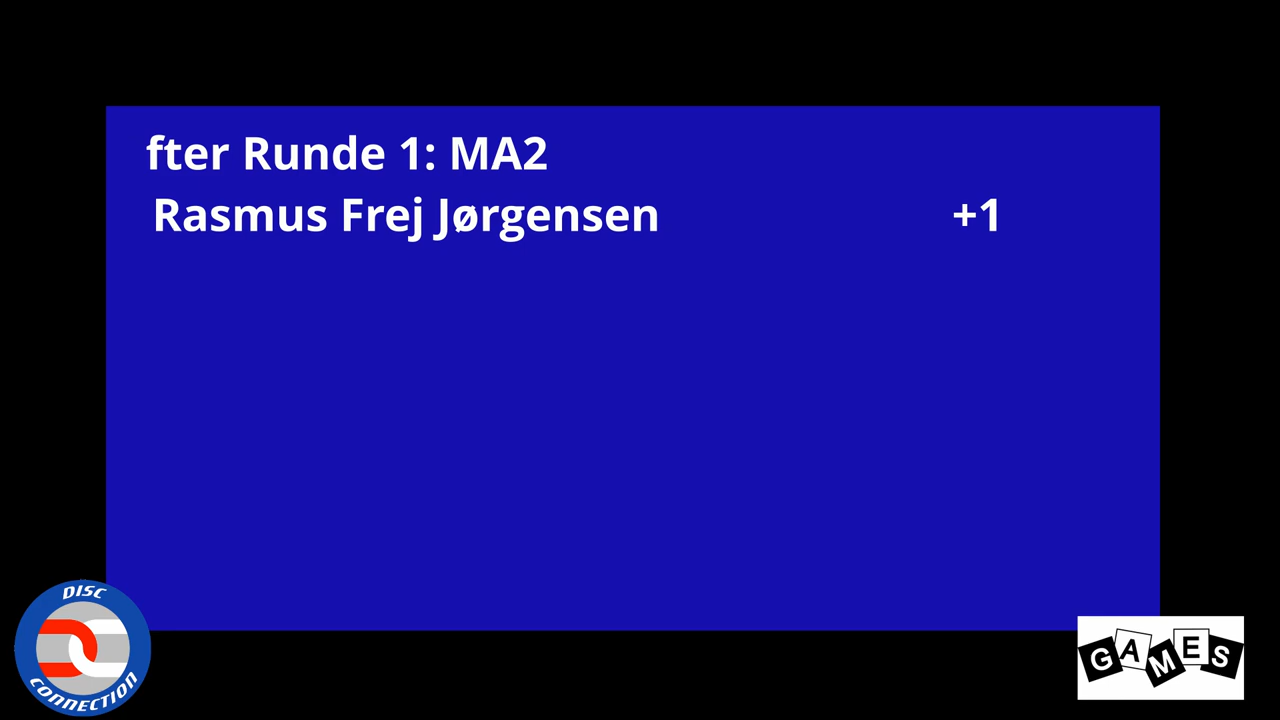 fter Runde 1: MA2
Rasmus Frej Jørgensen +1
DISC
CONNECTION
GAMES